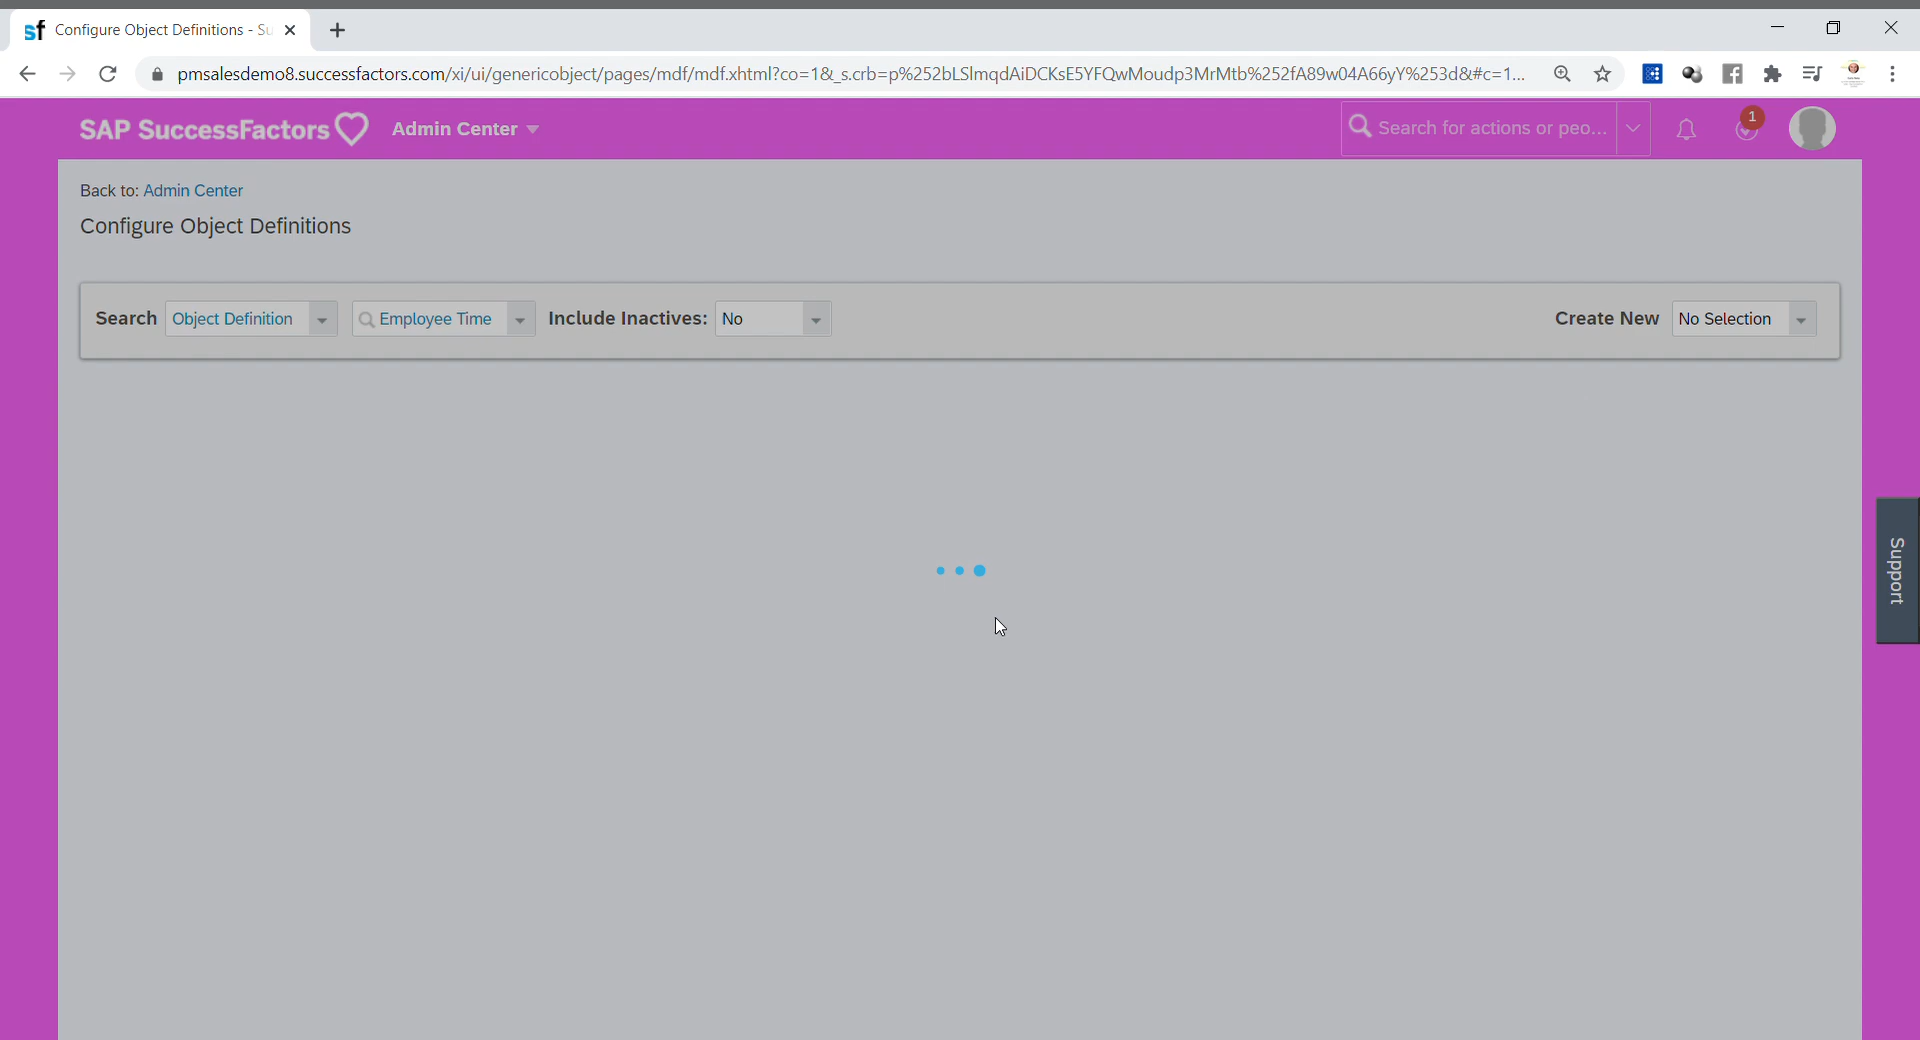 Configure Object Definitions - Su
pmsalesdemo8.successfactors.com/xi/ui/genericobject/pages/mdf/mdf.xhtml?co=1&_s.crb=p%252bLSlmqdAiDCKsE5YFQwMoudp3MrMtb%252fA89w04A66yY%253d&#c=1...
SAP SuccessFactors Admin Center Search for actions or peo... 1
Back to: Admin Center
Configure Object Definitions
Search Object Definition Employee Time Include Inactives: No Create New No Selection
Support